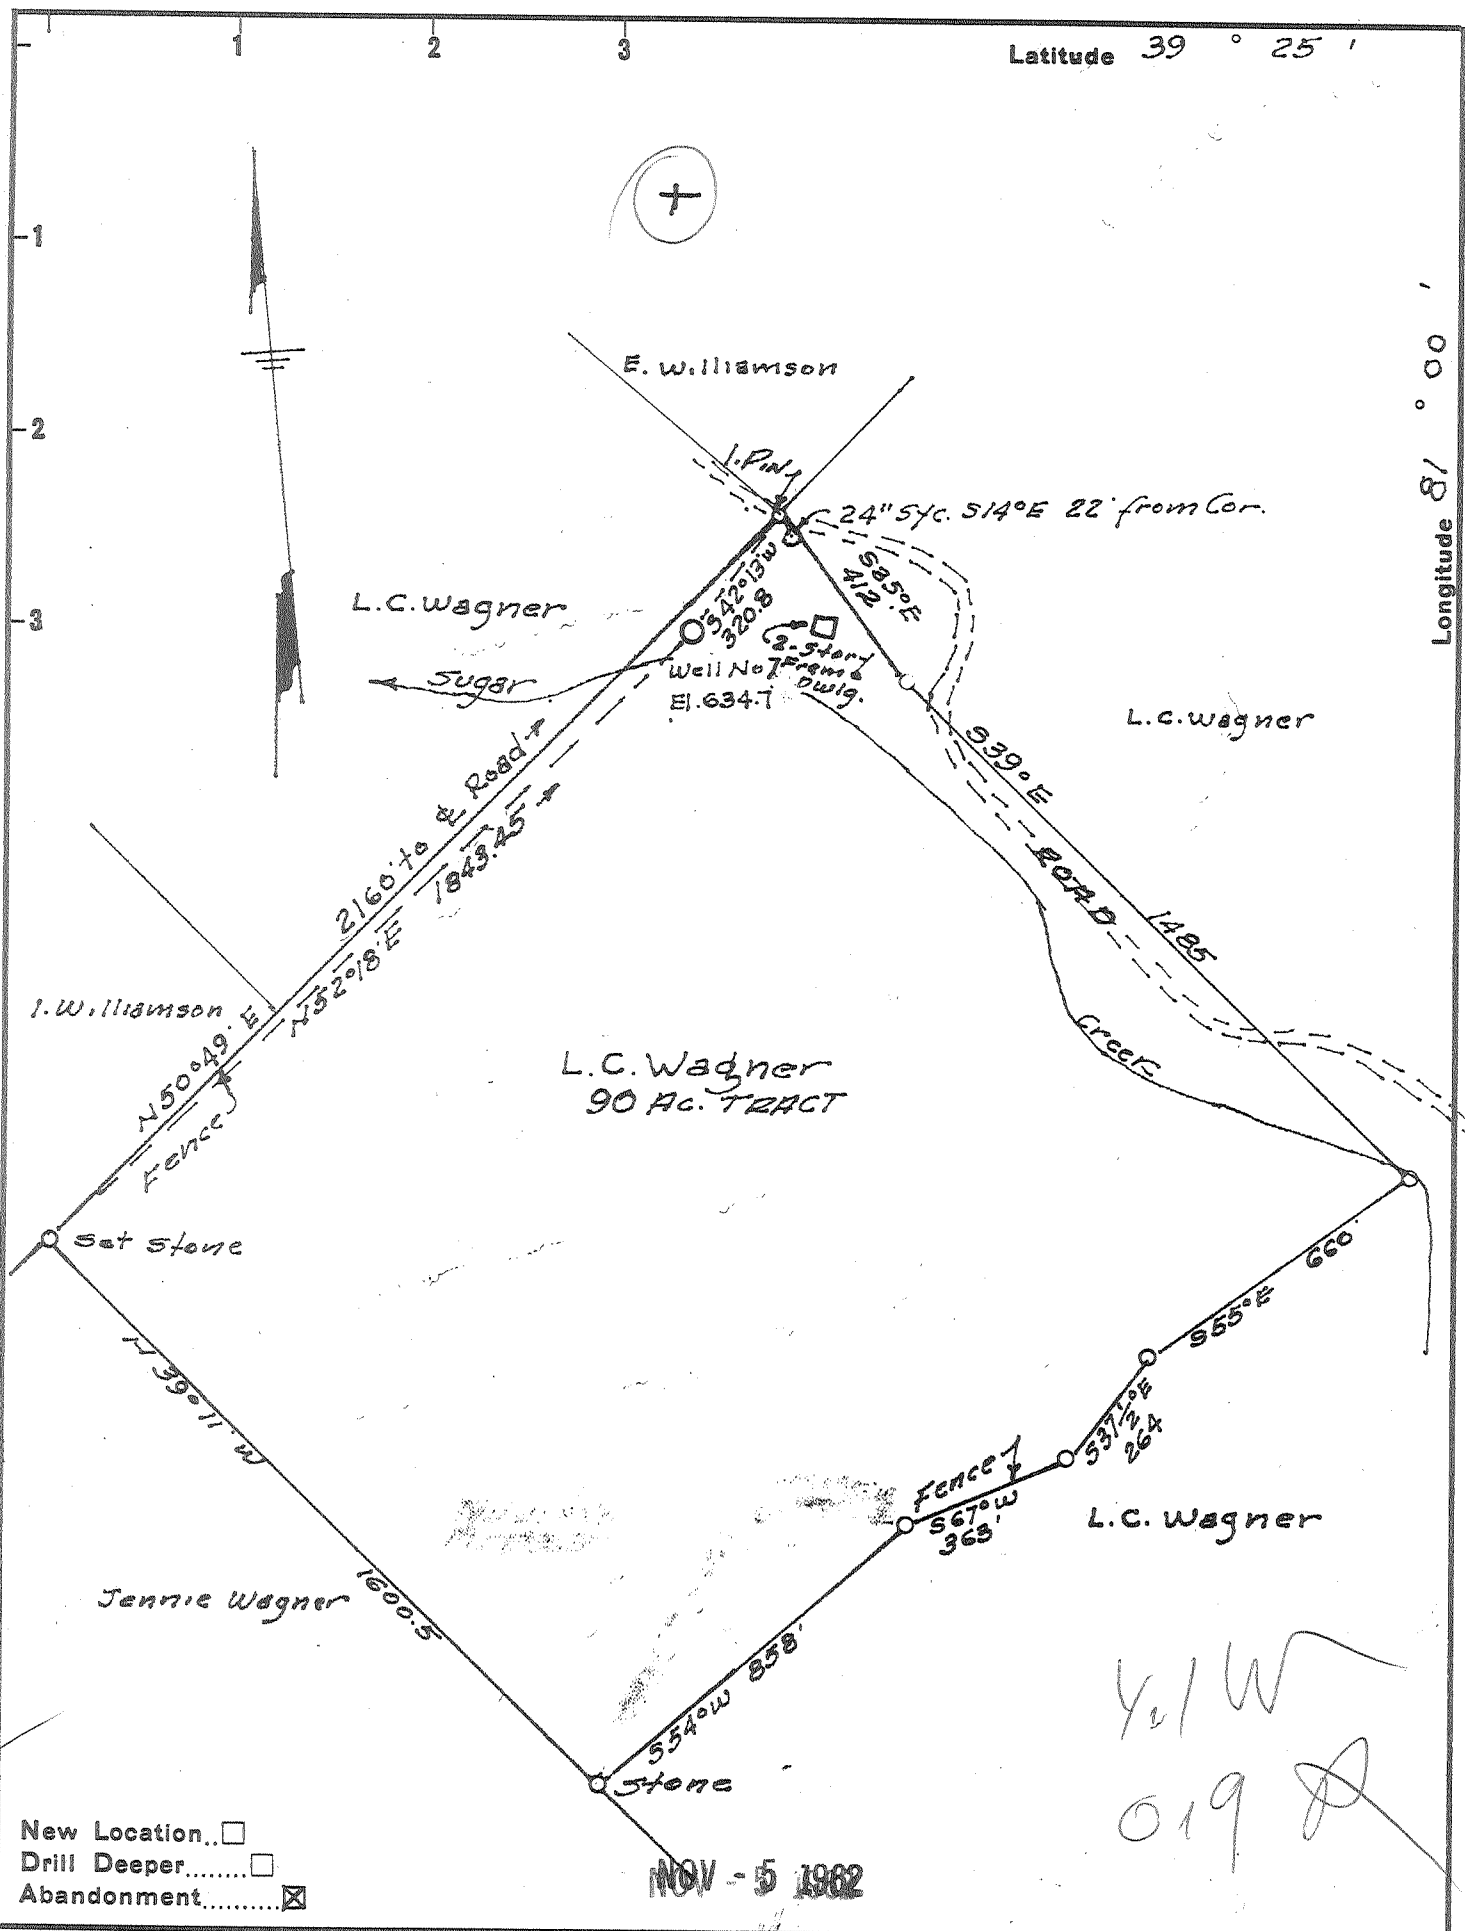 1 2 3
Latitude 39 ° 25 '
-1
-2
-3
Longitude 81 ° 00 '
E. Williamson
I. Pin
24" Syc. S14°E 22' from Cor.
S42°13'W
320.8
S85°E
412'
L.C. Wagner
2-Story
Frame
Dwlg.
Well No 7
El. 634.7
Sugar
L.C. Wagner
S39°E
1485
ROAD
2160' to ℄ Road
1843.45
N50°49' E
N52°18' E
I. Williamson
Fence
L.C. Wagner
90 Ac. TRACT
Creek
Set Stone
660'
S55°E
S37½°E
264
Fence
S67°W
363'
L.C. Wagner
N39°11' W
1600.5
Jennie Wagner
S54°W 858'
Stone
New Location..
Drill Deeper........
Abandonment..........
NOV - 5 1982